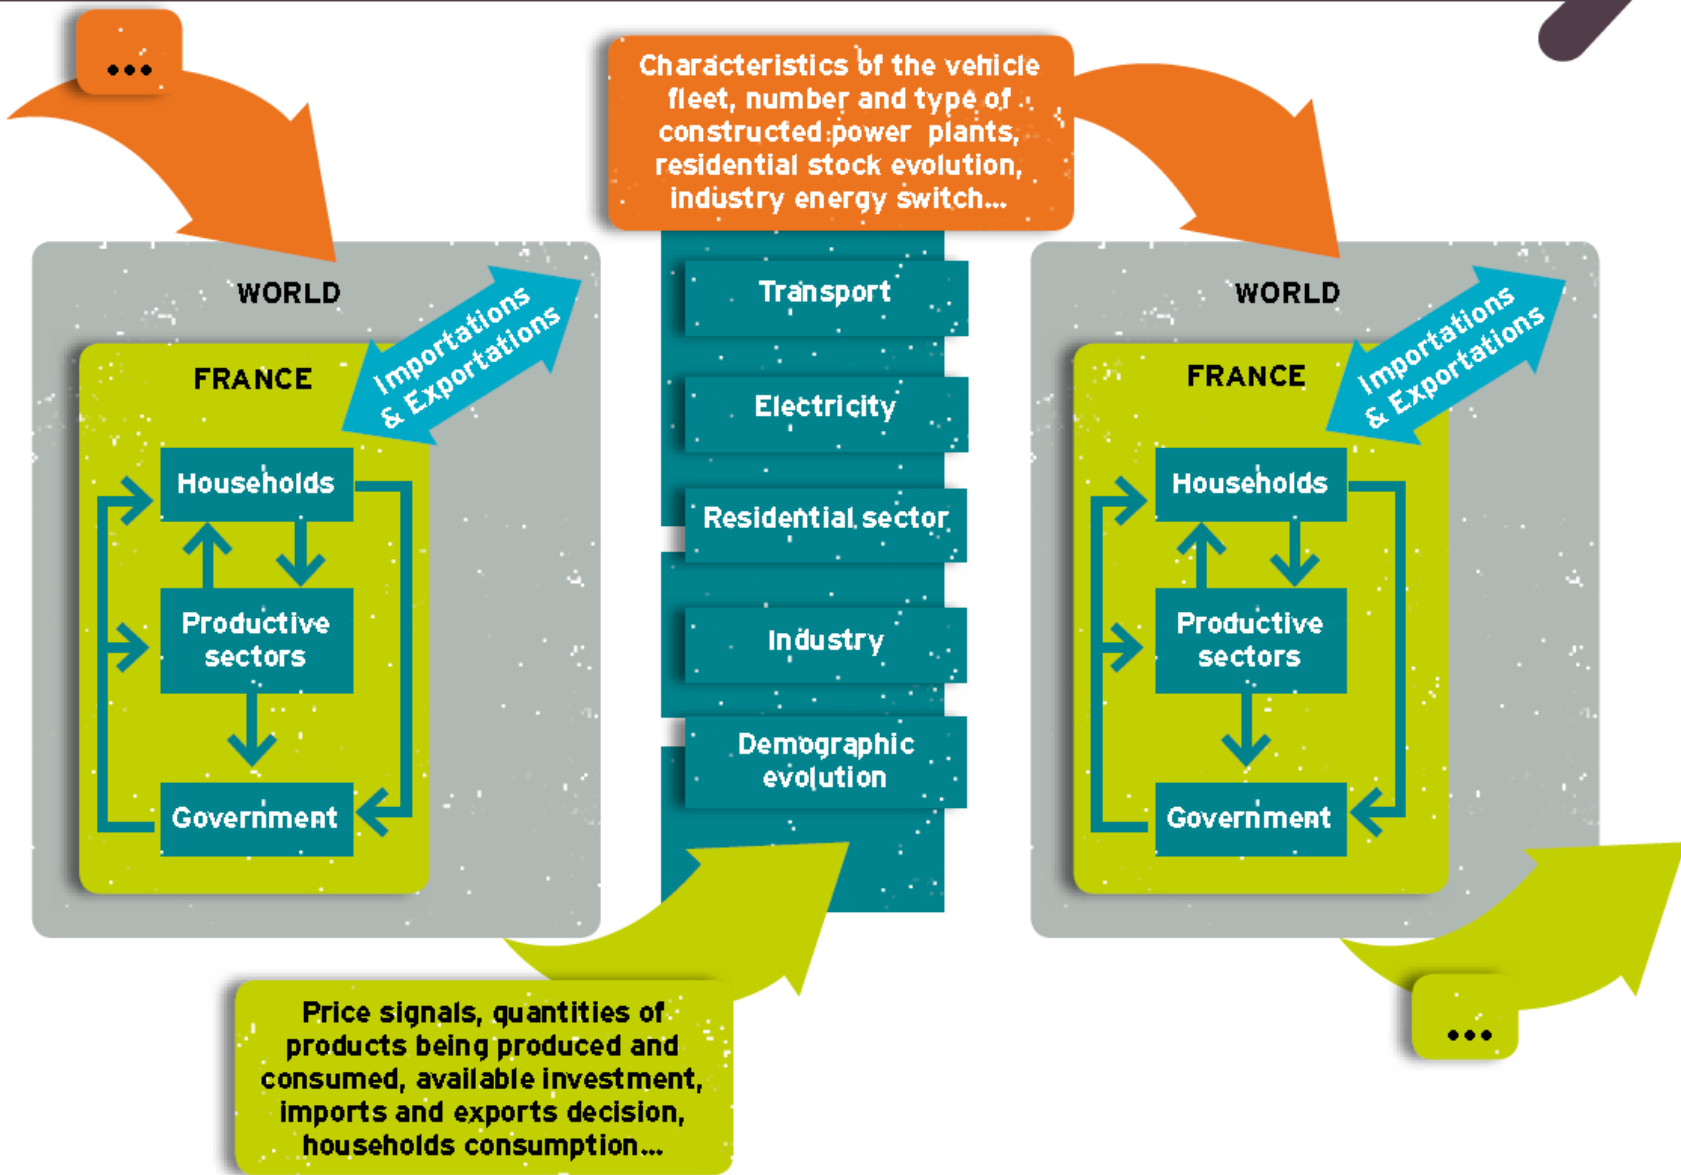 ...
Characteristics of the vehicle
fleet, number and type of
constructed power plants,
residential stock evolution,
industry energy switch...
WORLD
Importations
& Exportations
FRANCE
Households
Productive
sectors
Government
Transport
Electricity
Residential sector
Industry
Demographic
evolution
WORLD
Importations
& Exportations
FRANCE
Households
Productive
sectors
Government
Price signals, quantities of
products being produced and
consumed, available investment,
imports and exports decision,
households consumption...
...